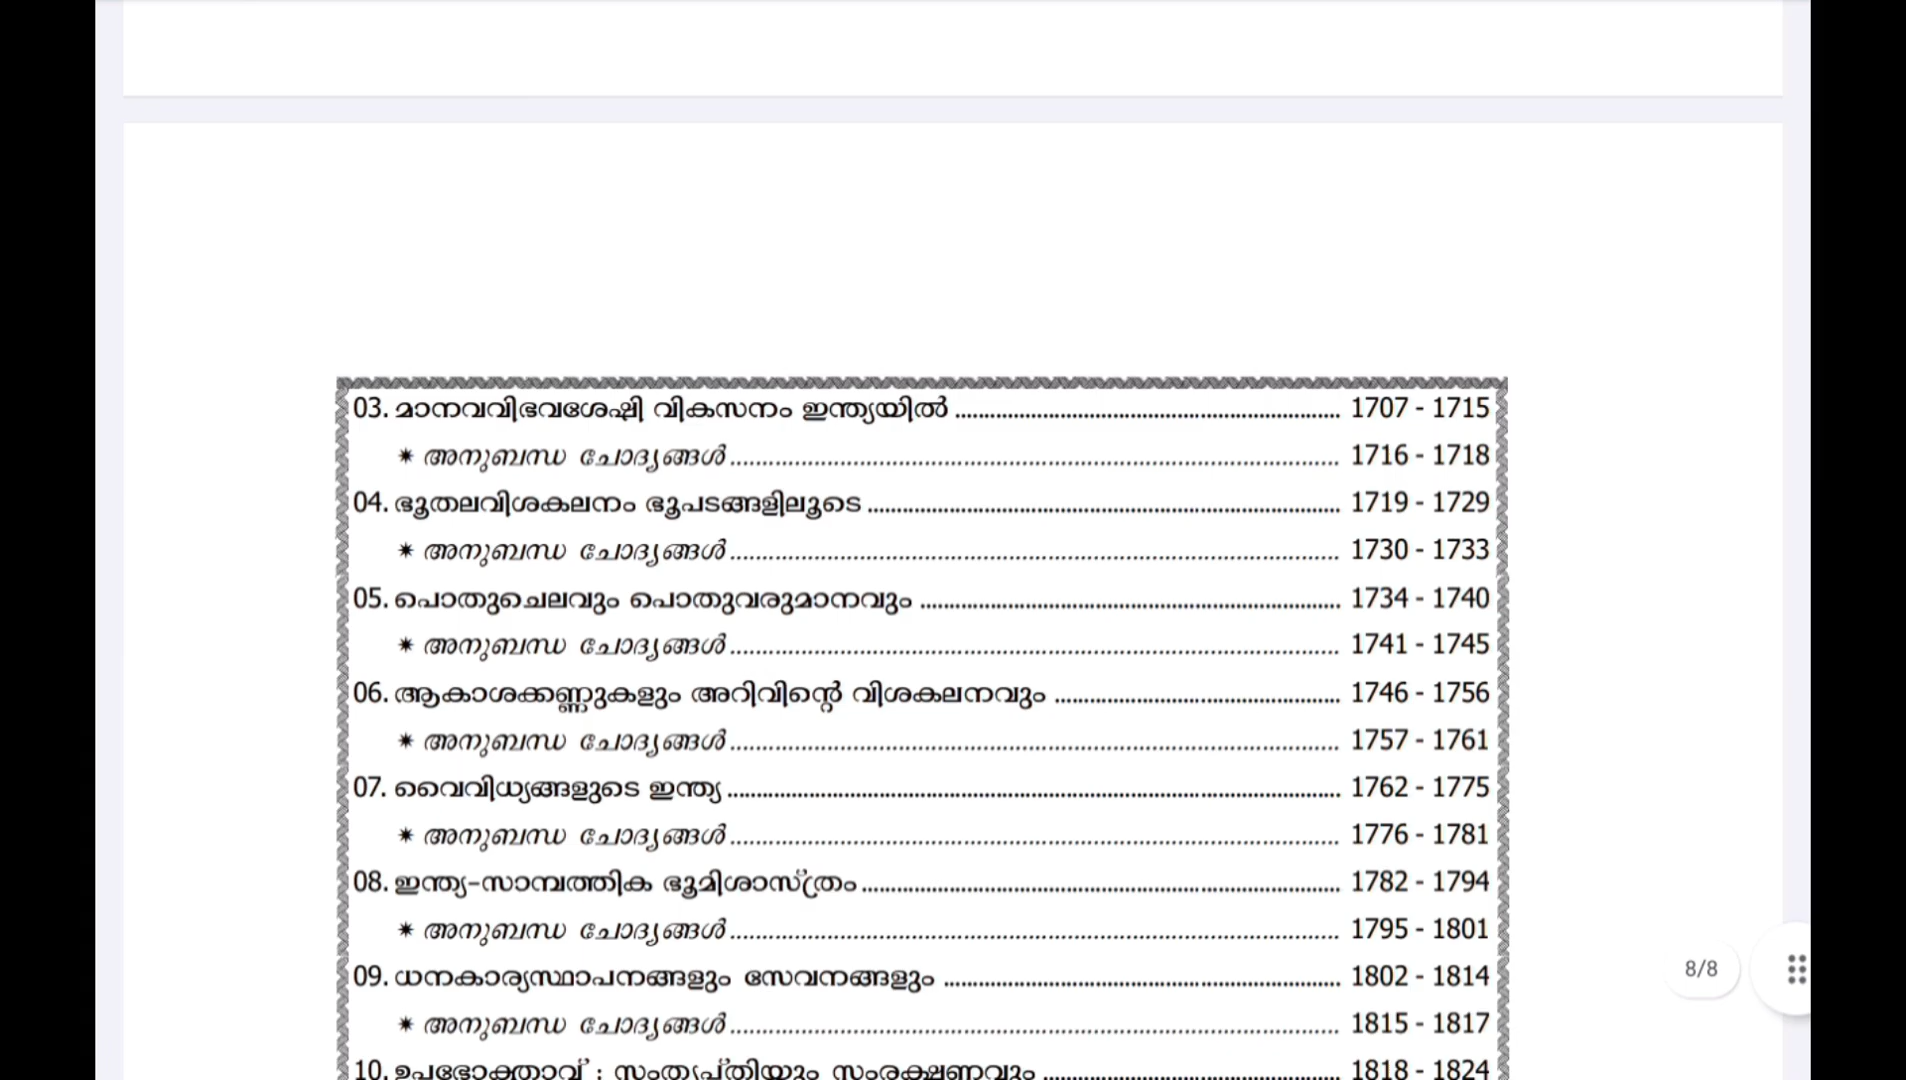 03. മാനവവിഭവശേഷി വികസനം ഇന്ത്യയിൽ ........ 1707 - 1715
✷ അനുബന്ധ ചോദ്യങ്ങൾ ........ 1716 - 1718
04. ഭൂതലവിശകലനം ഭൂപടങ്ങളിലൂടെ ........ 1719 - 1729
✷ അനുബന്ധ ചോദ്യങ്ങൾ ........ 1730 - 1733
05. പൊതുചെലവും പൊതുവരുമാനവും ........ 1734 - 1740
✷ അനുബന്ധ ചോദ്യങ്ങൾ ........ 1741 - 1745
06. ആകാശക്കണ്ണുകളും അറിവിന്റെ വിശകലനവും ........ 1746 - 1756
✷ അനുബന്ധ ചോദ്യങ്ങൾ ........ 1757 - 1761
07. വൈവിധ്യങ്ങളുടെ ഇന്ത്യ ........ 1762 - 1775
✷ അനുബന്ധ ചോദ്യങ്ങൾ ........ 1776 - 1781
08. ഇന്ത്യ-സാമ്പത്തിക ഭൂമിശാസ്ത്രം ........ 1782 - 1794
✷ അനുബന്ധ ചോദ്യങ്ങൾ ........ 1795 - 1801
09. ധനകാര്യസ്ഥാപനങ്ങളും സേവനങ്ങളും ........ 1802 - 1814
✷ അനുബന്ധ ചോദ്യങ്ങൾ ........ 1815 - 1817
10. ഉപഭോക്താവ് : സംതൃപ്തിയും സംരക്ഷണവും ........ 1818 - 1824
8/8